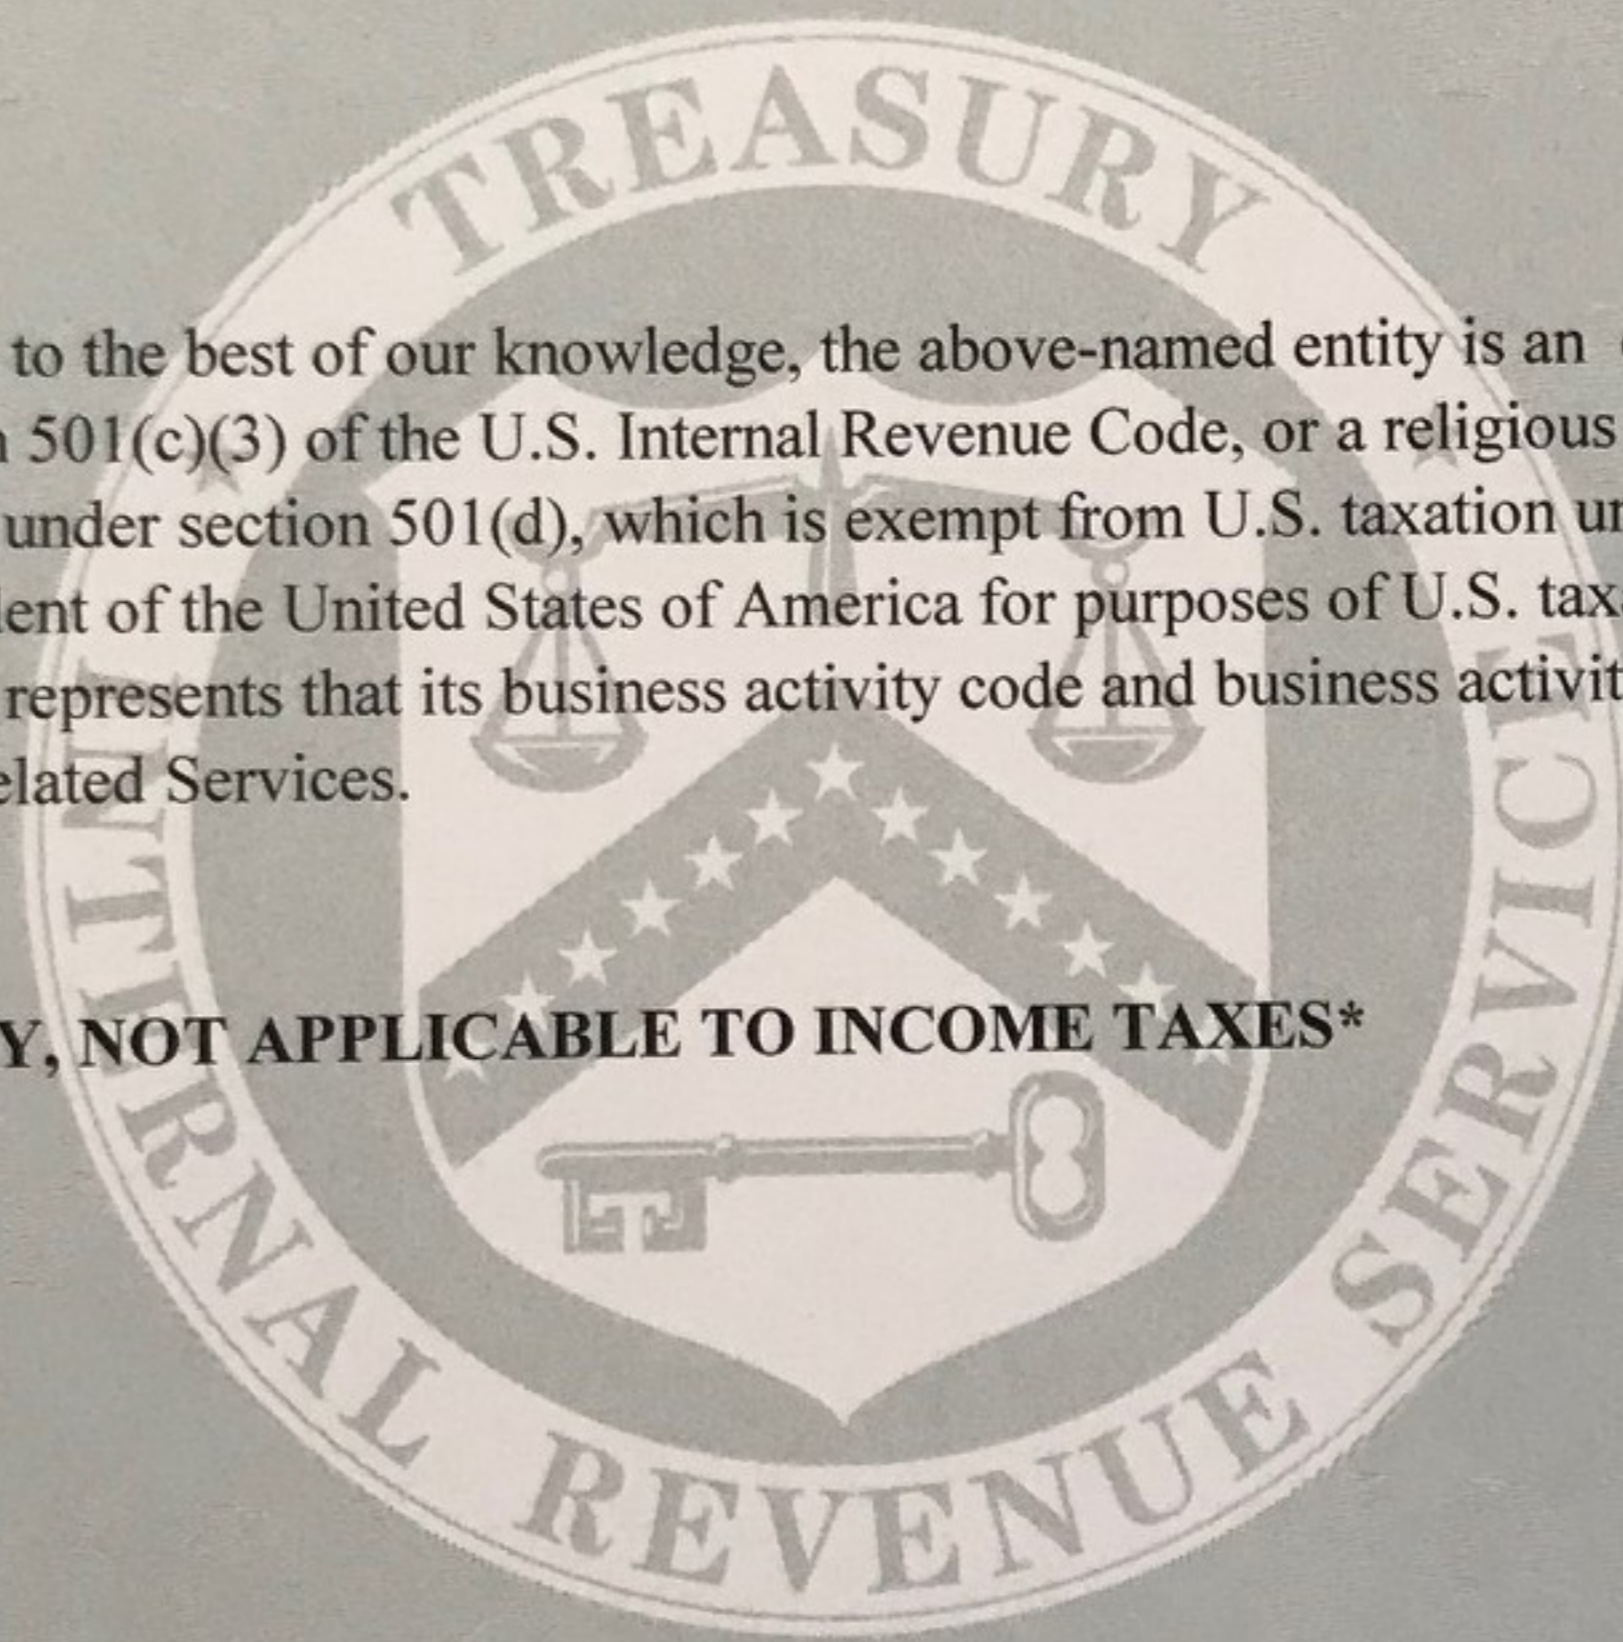 TREASURY
to the best of our knowledge, the above-named entity is an
501(c)(3) of the U.S. Internal Revenue Code, or a religious
under section 501(d), which is exempt from U.S. taxation
of the United States of America for purposes of U.S. tax
represents that its business activity code and business
Services.
NOT APPLICABLE TO INCOME TAXES*
INTERNAL REVENUE SERVICE